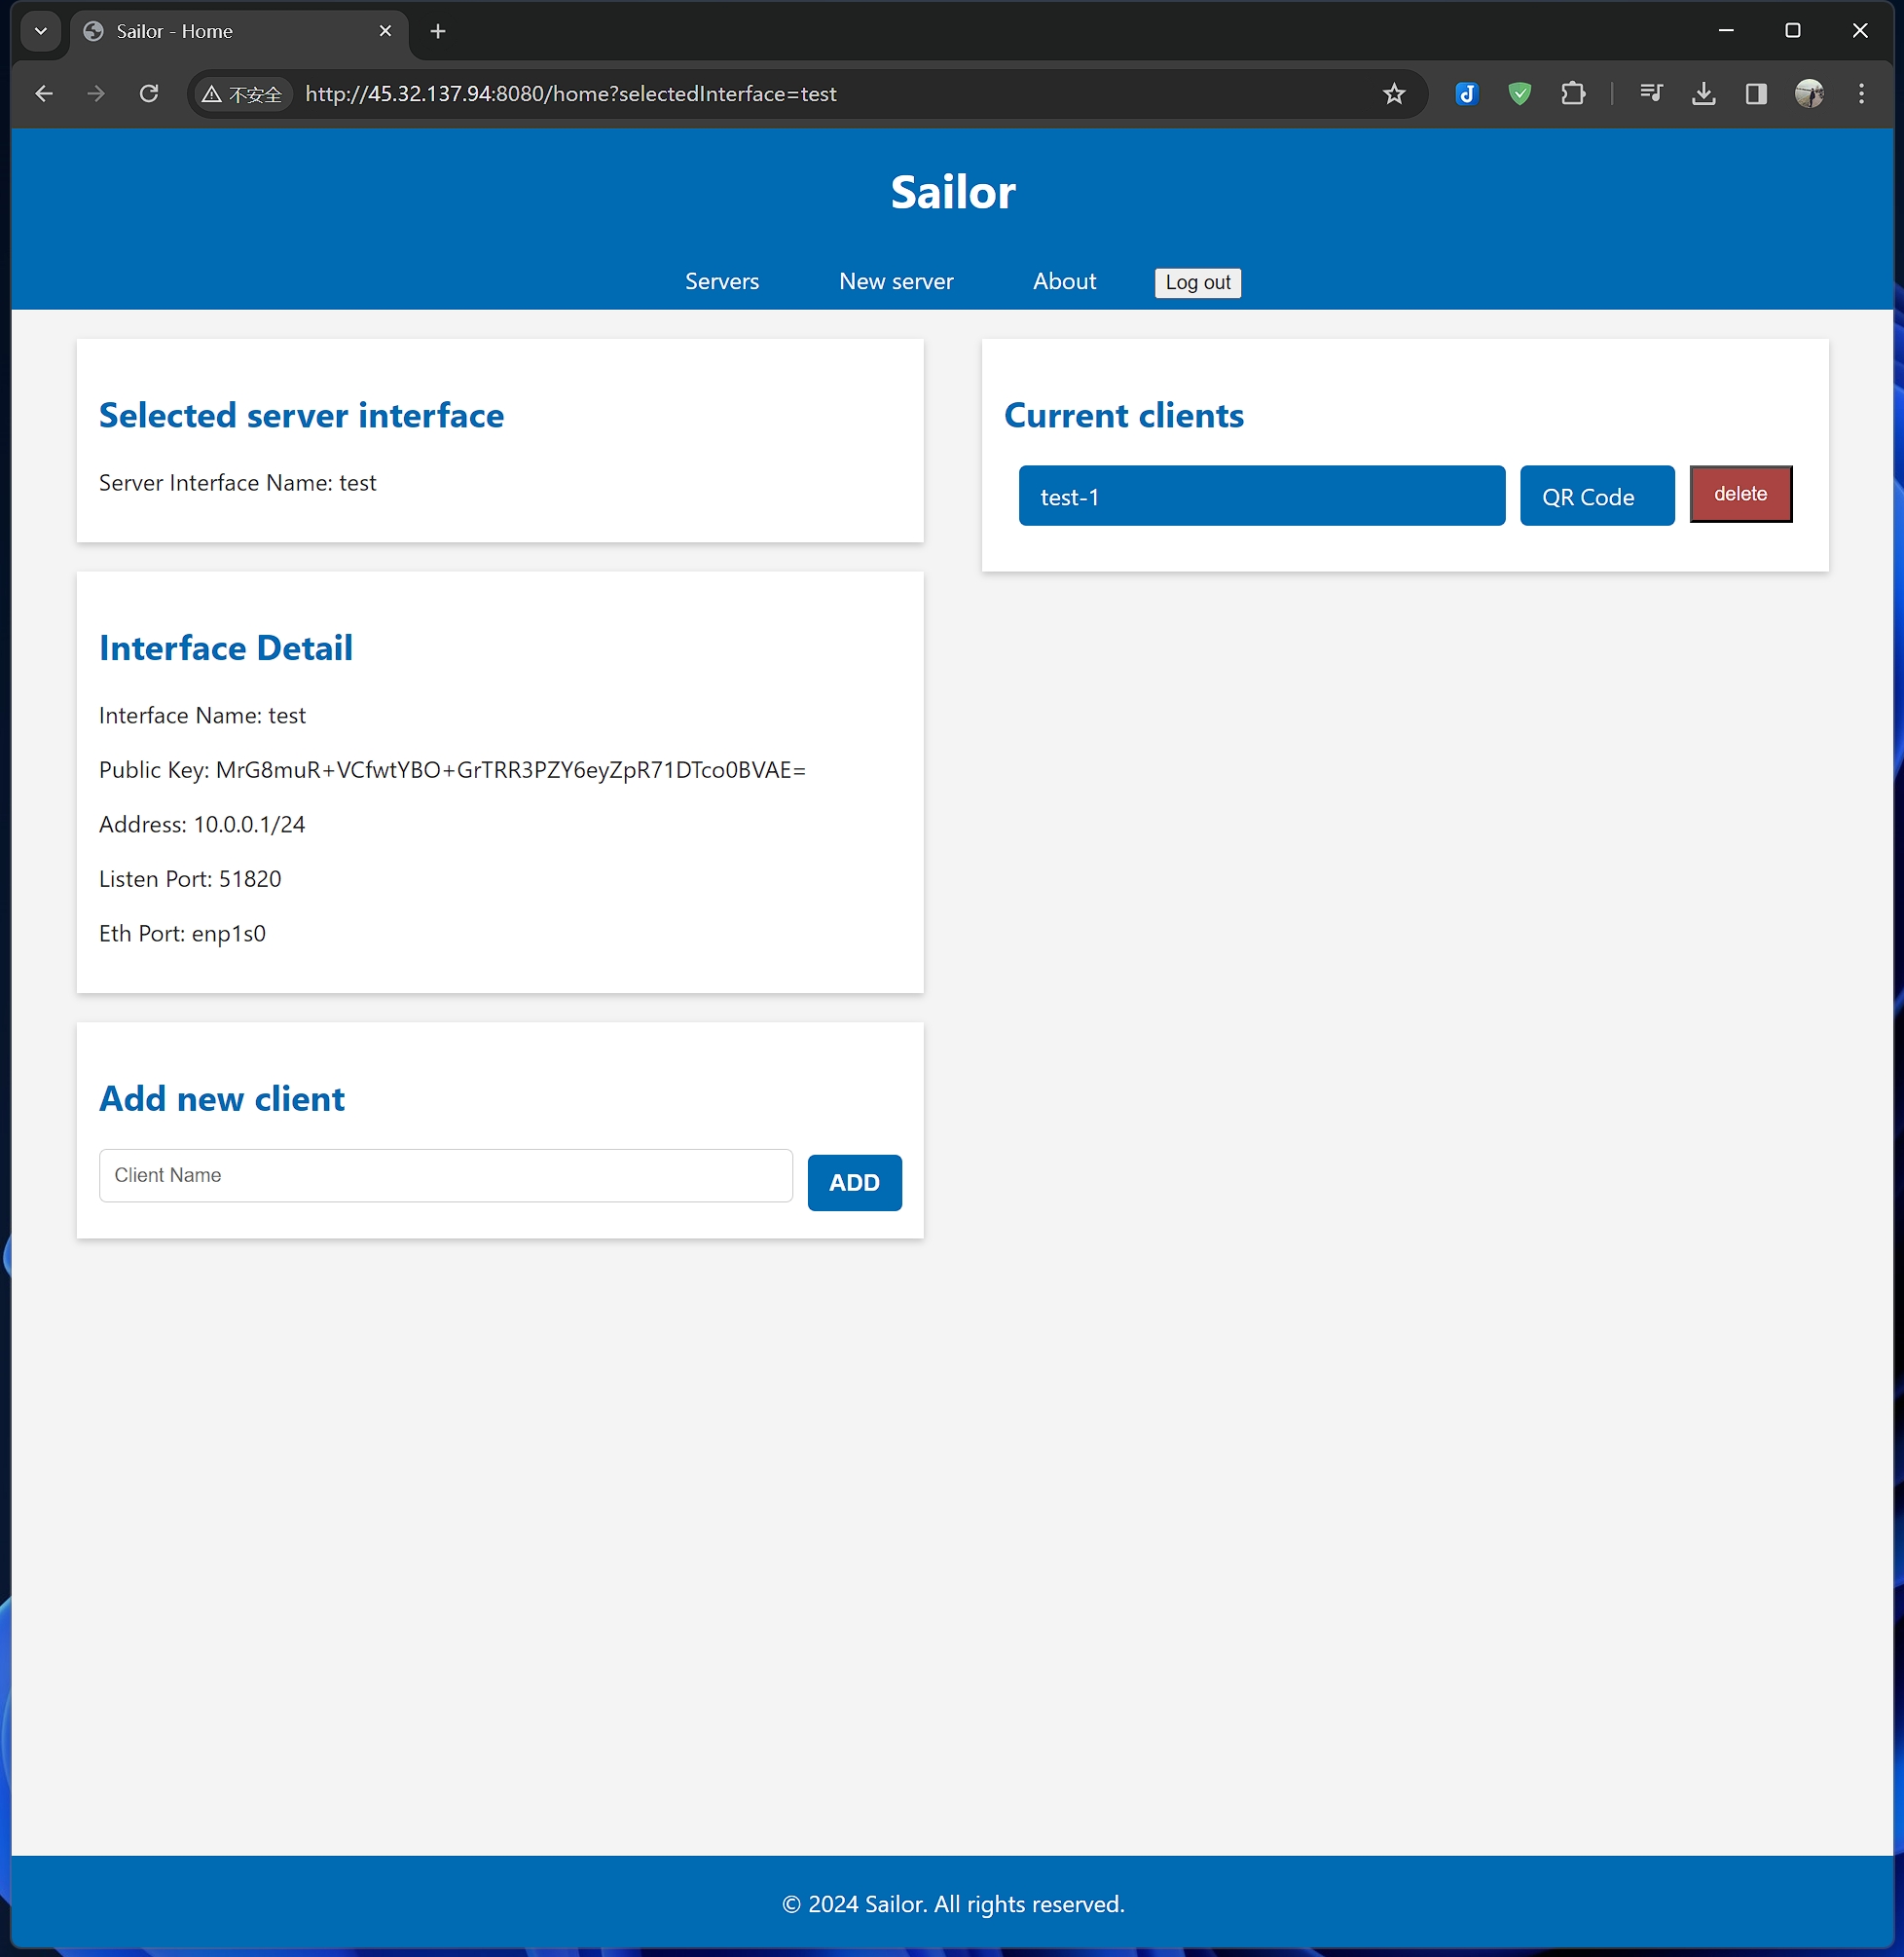 Sailor - Home
不安全
http://45.32.137.94:8080/home?selectedInterface=test
Sailor
Servers
New server
About
Log out
Selected server interface
Server Interface Name: test
Interface Detail
Interface Name: test
Public Key: MrG8muR+VCfwtYBO+GrTRR3PZY6eyZpR71DTco0BVAE=
Address: 10.0.0.1/24
Listen Port: 51820
Eth Port: enp1s0
Add new client
Client Name
ADD
Current clients
test-1
QR Code
delete
© 2024 Sailor. All rights reserved.